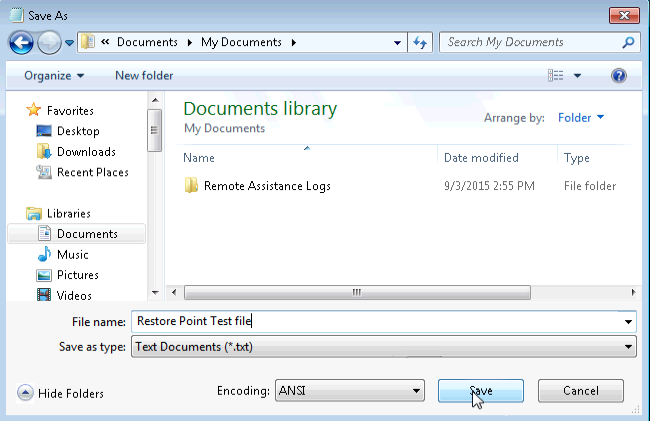 Save As
« Documents My Documents Search My Documents
Organize New folder
Favorites
Desktop
Downloads
Recent Places
Libraries
Documents
Music
Pictures
Videos
Documents library
My Documents
Arrange by: Folder
Name Date modified Type
Remote Assistance Logs 9/3/2015 2:55 PM File folder
File name: Restore Point Test file
Save as type: Text Documents (*.txt)
Hide Folders Encoding: ANSI Save Cancel